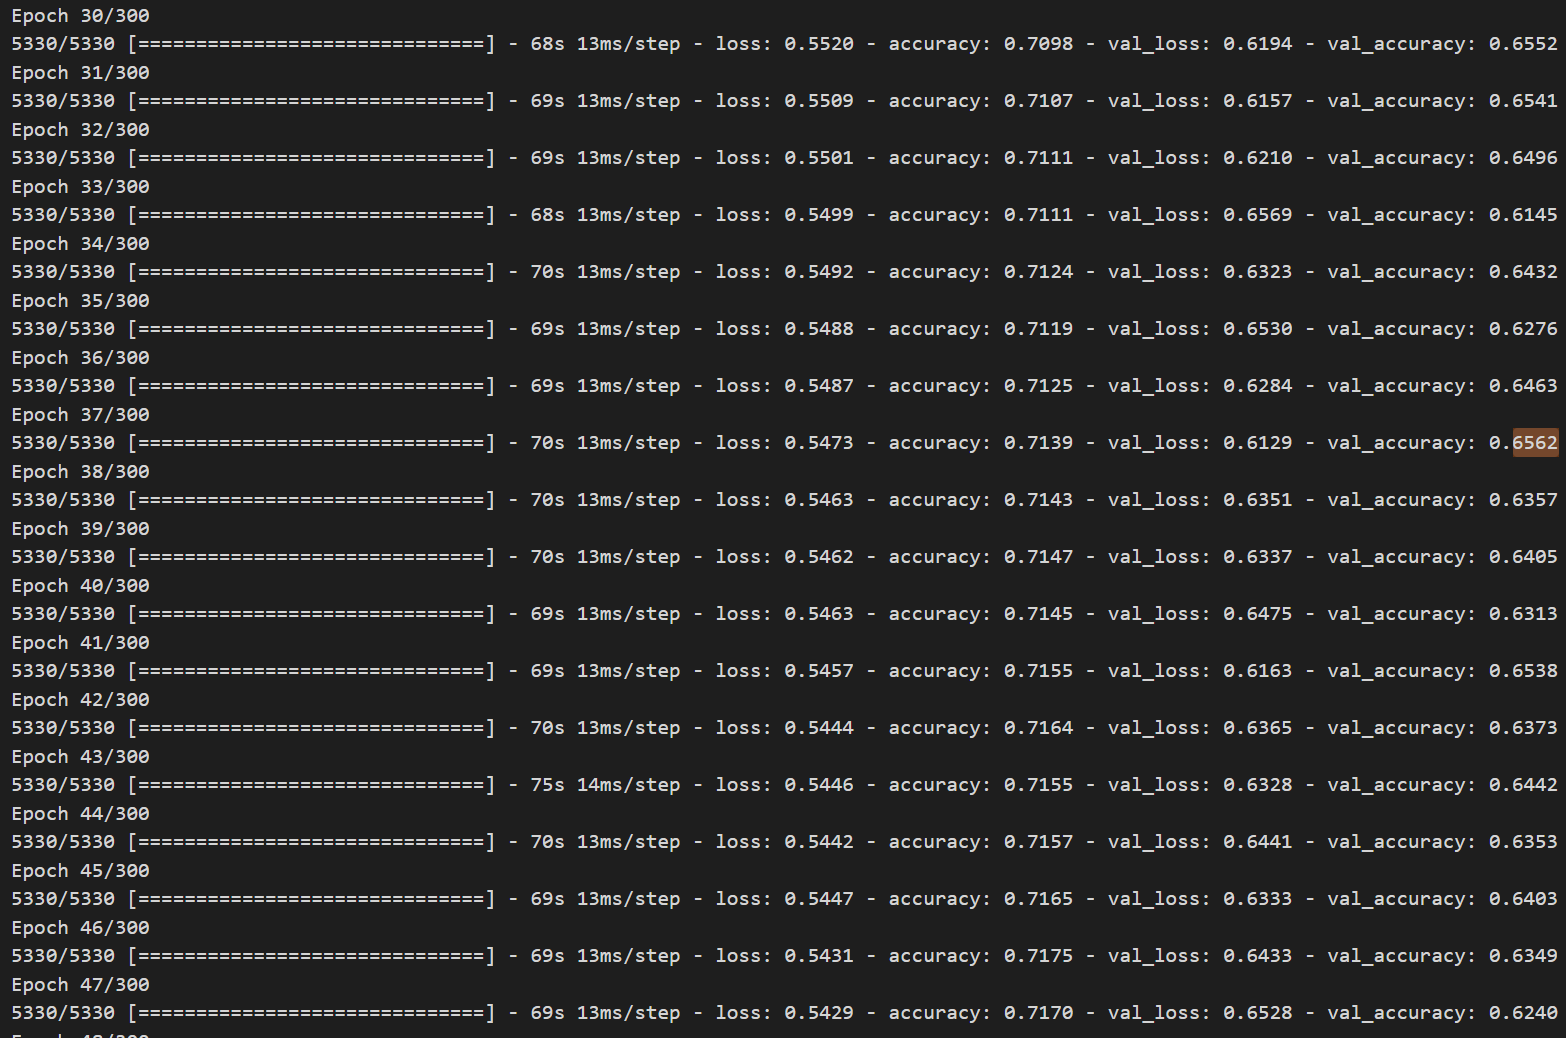 Epoch 30/300
5330/5330 [==============================] - 68s 13ms/step - loss: 0.5520 - accuracy: 0.7098 - val_loss: 0.6194 - val_accuracy: 0.6552
Epoch 31/300
5330/5330 [==============================] - 69s 13ms/step - loss: 0.5509 - accuracy: 0.7107 - val_loss: 0.6157 - val_accuracy: 0.6541
Epoch 32/300
5330/5330 [==============================] - 69s 13ms/step - loss: 0.5501 - accuracy: 0.7111 - val_loss: 0.6210 - val_accuracy: 0.6496
Epoch 33/300
5330/5330 [==============================] - 68s 13ms/step - loss: 0.5499 - accuracy: 0.7111 - val_loss: 0.6569 - val_accuracy: 0.6145
Epoch 34/300
5330/5330 [==============================] - 70s 13ms/step - loss: 0.5492 - accuracy: 0.7124 - val_loss: 0.6323 - val_accuracy: 0.6432
Epoch 35/300
5330/5330 [==============================] - 69s 13ms/step - loss: 0.5488 - accuracy: 0.7119 - val_loss: 0.6530 - val_accuracy: 0.6276
Epoch 36/300
5330/5330 [==============================] - 69s 13ms/step - loss: 0.5487 - accuracy: 0.7125 - val_loss: 0.6284 - val_accuracy: 0.6463
Epoch 37/300
5330/5330 [==============================] - 70s 13ms/step - loss: 0.5473 - accuracy: 0.7139 - val_loss: 0.6129 - val_accuracy: 0.6562
Epoch 38/300
5330/5330 [==============================] - 70s 13ms/step - loss: 0.5463 - accuracy: 0.7143 - val_loss: 0.6351 - val_accuracy: 0.6357
Epoch 39/300
5330/5330 [==============================] - 70s 13ms/step - loss: 0.5462 - accuracy: 0.7147 - val_loss: 0.6337 - val_accuracy: 0.6405
Epoch 40/300
5330/5330 [==============================] - 69s 13ms/step - loss: 0.5463 - accuracy: 0.7145 - val_loss: 0.6475 - val_accuracy: 0.6313
Epoch 41/300
5330/5330 [==============================] - 69s 13ms/step - loss: 0.5457 - accuracy: 0.7155 - val_loss: 0.6163 - val_accuracy: 0.6538
Epoch 42/300
5330/5330 [==============================] - 70s 13ms/step - loss: 0.5444 - accuracy: 0.7164 - val_loss: 0.6365 - val_accuracy: 0.6373
Epoch 43/300
5330/5330 [==============================] - 75s 14ms/step - loss: 0.5446 - accuracy: 0.7155 - val_loss: 0.6328 - val_accuracy: 0.6442
Epoch 44/300
5330/5330 [==============================] - 70s 13ms/step - loss: 0.5442 - accuracy: 0.7157 - val_loss: 0.6441 - val_accuracy: 0.6353
Epoch 45/300
5330/5330 [==============================] - 69s 13ms/step - loss: 0.5447 - accuracy: 0.7165 - val_loss: 0.6333 - val_accuracy: 0.6403
Epoch 46/300
5330/5330 [==============================] - 69s 13ms/step - loss: 0.5431 - accuracy: 0.7175 - val_loss: 0.6433 - val_accuracy: 0.6349
Epoch 47/300
5330/5330 [==============================] - 69s 13ms/step - loss: 0.5429 - accuracy: 0.7170 - val_loss: 0.6528 - val_accuracy: 0.6240